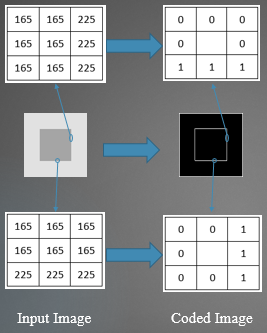 165 165 225 0 0 0
165 165 225 0 0
165 165 225 1 1 1
165 165 165 0 0 1
165 165 165 0 1
225 225 225 0 0 1
Input Image Coded Image